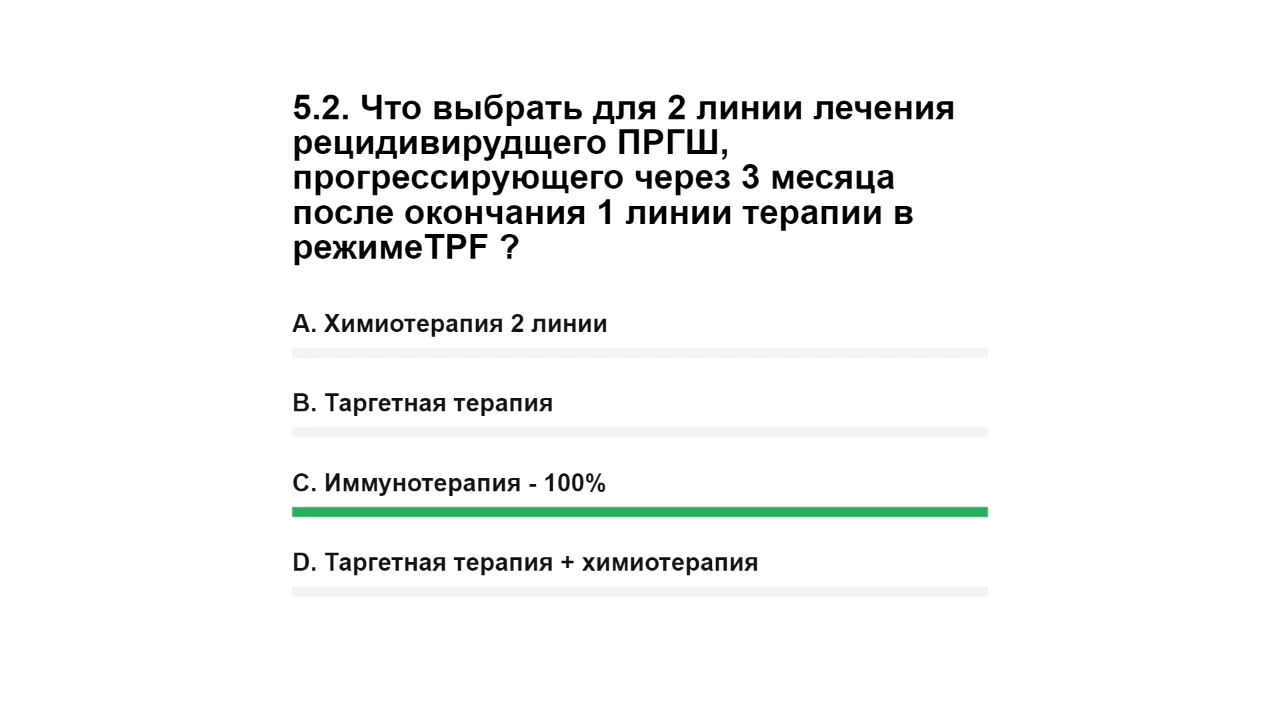 5.2. Что выбрать для 2 линии лечения
рецидивирудщего ПРГШ,
прогрессирующего через 3 месяца
после окончания 1 линии терапии в
режимеTPF ?
A. Химиотерапия 2 линии
B. Таргетная терапия
C. Иммунотерапия - 100%
D. Таргетная терапия + химиотерапия